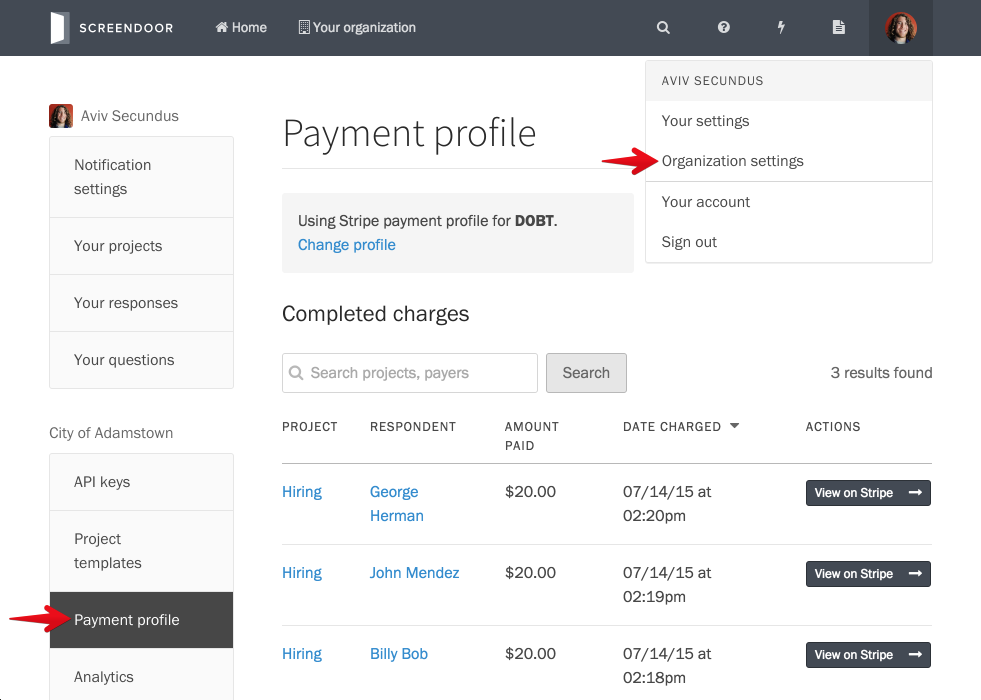 SCREENDOOR
Home
Your organization
AVIV SECUNDUS
Your settings
Organization settings
Your account
Sign out
Aviv Secundus
Notification
settings
Your projects
Your responses
Your questions
City of Adamstown
API keys
Project
templates
Payment profile
Analytics
Payment profile
Using Stripe payment profile for DOBT.
Change profile
Completed charges
Search projects, payers
Search
3 results found
PROJECT RESPONDENT AMOUNT PAID DATE CHARGED ACTIONS
Hiring George Herman $20.00 07/14/15 at 02:20pm View on Stripe
Hiring John Mendez $20.00 07/14/15 at 02:19pm View on Stripe
Hiring Billy Bob $20.00 07/14/15 at 02:18pm View on Stripe